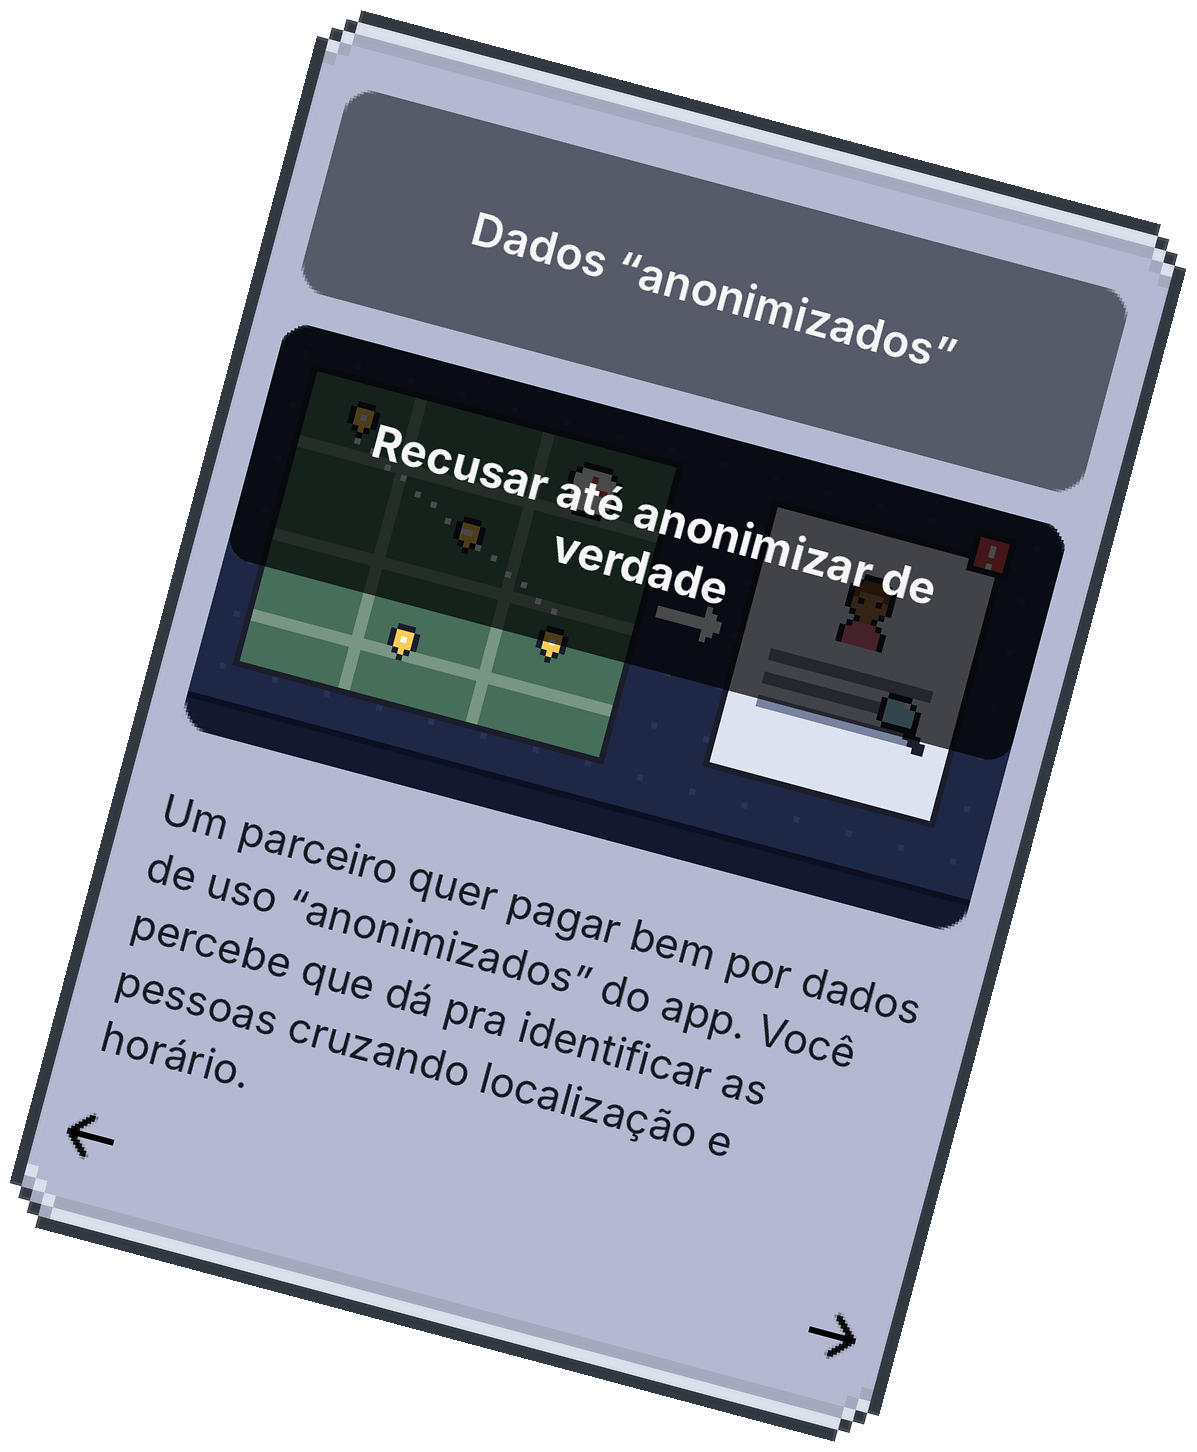 Dados “anonimizados”
Recusar até anonimizar de
verdade
Um parceiro quer pagar bem por dados
de uso “anonimizados” do app. Você
percebe que dá pra identificar as
pessoas cruzando localização e
horário.